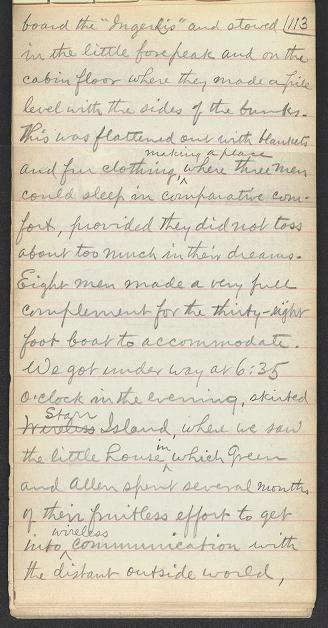 board the "Ingerlis" and stowed 113
in the little forepeak and on the
cabin floor where they made a pile
level with the sides of the bunks.
This was flattened out with blankets
making a place
and fur clothing, where three men
could sleep in comparative com-
fort, provided they did not toss
about too much in their dreams.
Eight men made a very full
complement for the thirty-eight
foot boat to accommodate.
We got under way at 6:35
o'clock in the evening, skirted
Starr
Wireless Island, where we saw
in
the little house which Green
and Allen spent several months
of their fruitless effort to get
wireless
into communication with
the distant outside world,